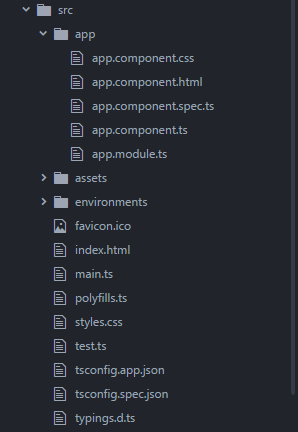 src
app
app.component.css
app.component.html
app.component.spec.ts
app.component.ts
app.module.ts
assets
environments
favicon.ico
index.html
main.ts
polyfills.ts
styles.css
test.ts
tsconfig.app.json
tsconfig.spec.json
typings.d.ts